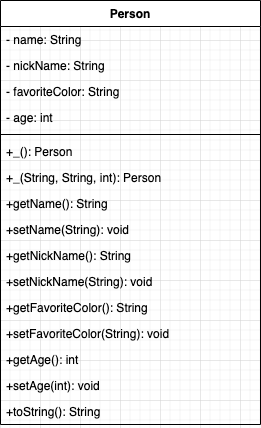 Person
- name: String
- nickName: String
- favoriteColor: String
- age: int
+_(): Person
+_(String, String, int): Person
+getName(): String
+setName(String): void
+getNickName(): String
+setNickName(String): void
+getFavoriteColor(): String
+setFavoriteColor(String): void
+getAge(): int
+setAge(int): void
+toString(): String